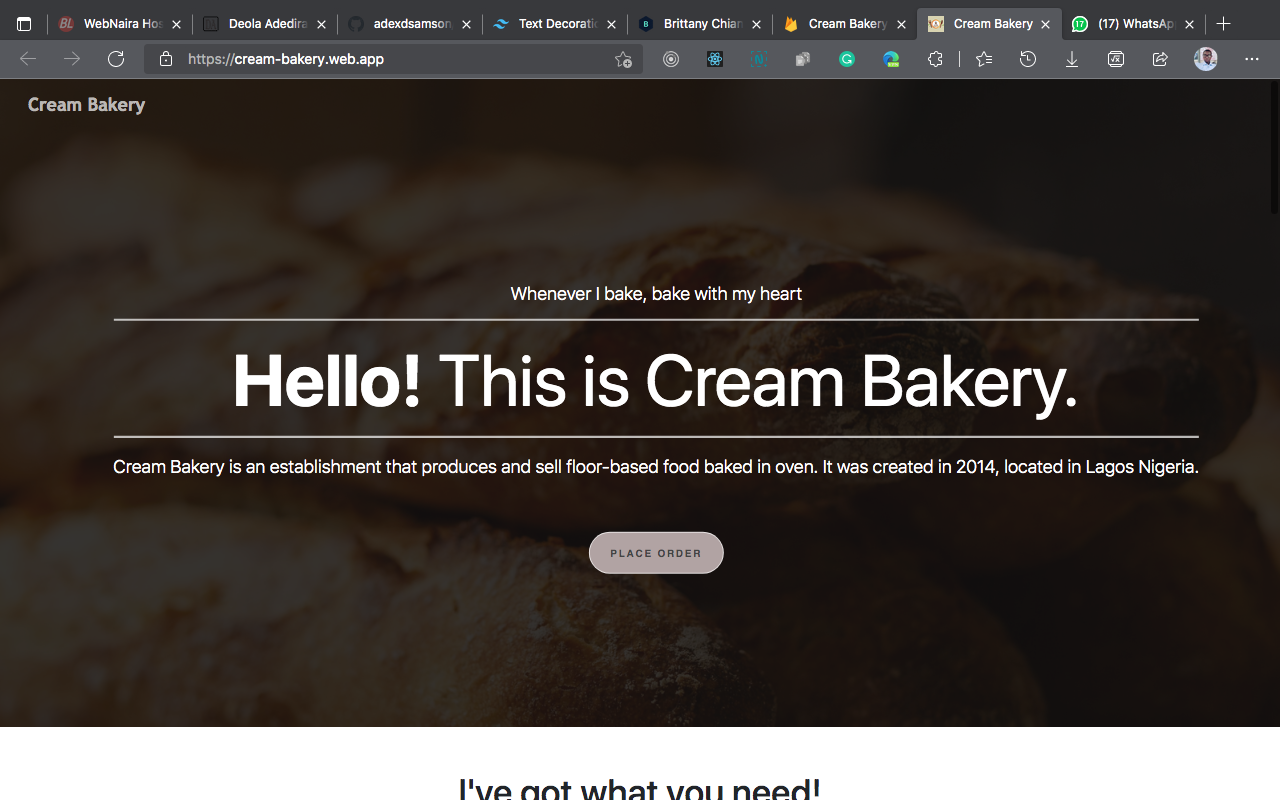 BL WebNaira Hos
Deola Adedira
adexdsamson
Text Decoratio
B Brittany Chian
Cream Bakery
Cream Bakery
17 (17) WhatsAp
https://cream-bakery.web.app
Cream Bakery
Whenever I bake, bake with my heart
Hello! This is Cream Bakery.
Cream Bakery is an establishment that produces and sell floor-based food baked in oven. It was created in 2014, located in Lagos Nigeria.
PLACE ORDER
I've got what you need!